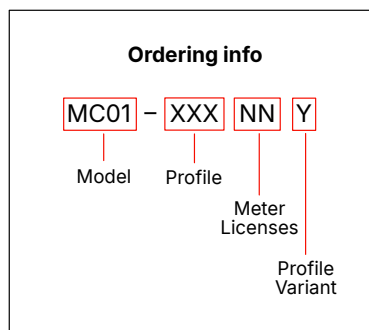 Ordering info
MC01 – XXX NN Y
Model
Profile
Meter
Licenses
Profile
Variant